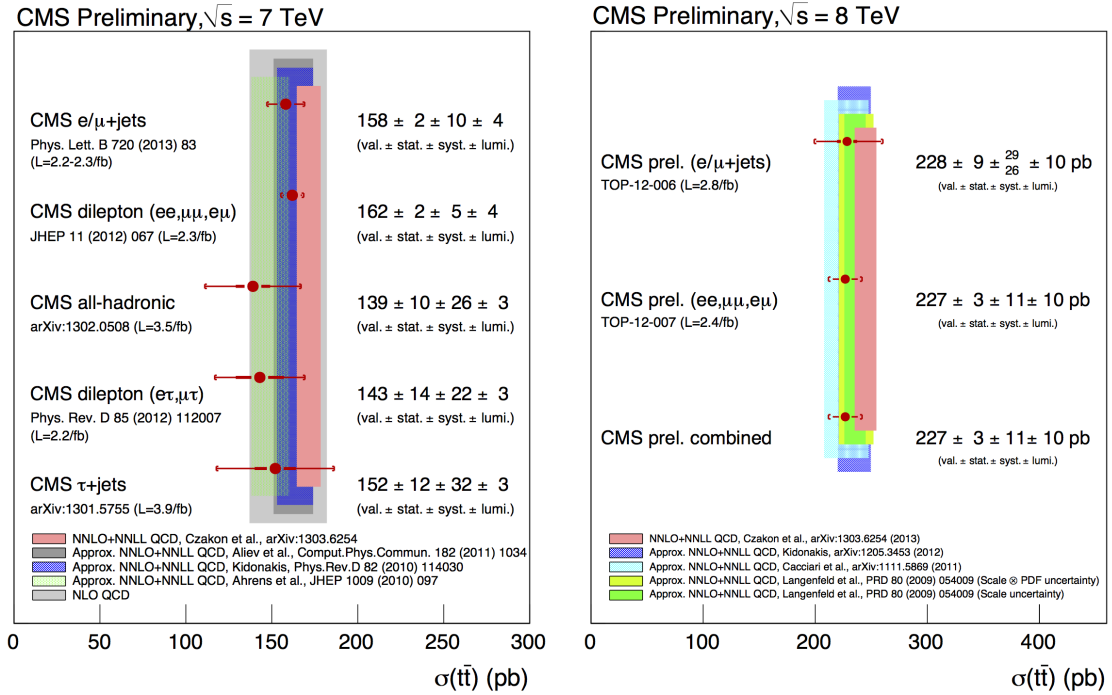 CMS Preliminary,√s = 7 TeV
CMS e/μ+jets
Phys. Lett. B 720 (2013) 83
(L=2.2-2.3/fb)
158 ± 2 ± 10 ± 4
(val. ± stat. ± syst. ± lumi.)
CMS dilepton (ee,μμ,eμ)
JHEP 11 (2012) 067 (L=2.3/fb)
162 ± 2 ± 5 ± 4
(val. ± stat. ± syst. ± lumi.)
CMS all-hadronic
arXiv:1302.0508 (L=3.5/fb)
139 ± 10 ± 26 ± 3
(val. ± stat. ± syst. ± lumi.)
CMS dilepton (eτ,μτ)
Phys. Rev. D 85 (2012) 112007
(L=2.2/fb)
143 ± 14 ± 22 ± 3
(val. ± stat. ± syst. ± lumi.)
CMS τ+jets
arXiv:1301.5755 (L=3.9/fb)
152 ± 12 ± 32 ± 3
(val. ± stat. ± syst. ± lumi.)
NNLO+NNLL QCD, Czakon et al., arXiv:1303.6254
Approx. NNLO+NNLL QCD, Aliev et al., Comput.Phys.Commun. 182 (2011) 1034
Approx. NNLO+NNLL QCD, Kidonakis, Phys.Rev.D 82 (2010) 114030
Approx. NNLO+NNLL QCD, Ahrens et al., JHEP 1009 (2010) 097
NLO QCD
0 50 100 150 200 250 300
σ(tt̄) (pb)
CMS Preliminary,√s = 8 TeV
CMS prel. (e/μ+jets)
TOP-12-006 (L=2.8/fb)
228 ± 9 ± 29 26 ± 10 pb
(val. ± stat. ± syst. ± lumi.)
CMS prel. (ee,μμ,eμ)
TOP-12-007 (L=2.4/fb)
227 ± 3 ± 11± 10 pb
(val. ± stat. ± syst. ± lumi.)
CMS prel. combined
227 ± 3 ± 11± 10 pb
(val. ± stat. ± syst. ± lumi.)
NNLO+NNLL QCD, Czakon et al., arXiv:1303.6254 (2013)
Approx. NNLO+NNLL QCD, Kidonakis, arXiv:1205.3453 (2012)
Approx. NNLO+NNLL QCD, Cacciari et al., arXiv:1111.5869 (2011)
Approx. NNLO+NNLL QCD, Langenfeld et al., PRD 80 (2009) 054009 (Scale ⊗ PDF uncertainty)
Approx. NNLO+NNLL QCD, Langenfeld et al., PRD 80 (2009) 054009 (Scale uncertainty)
0 100 200 300 400
σ(tt̄) (pb)